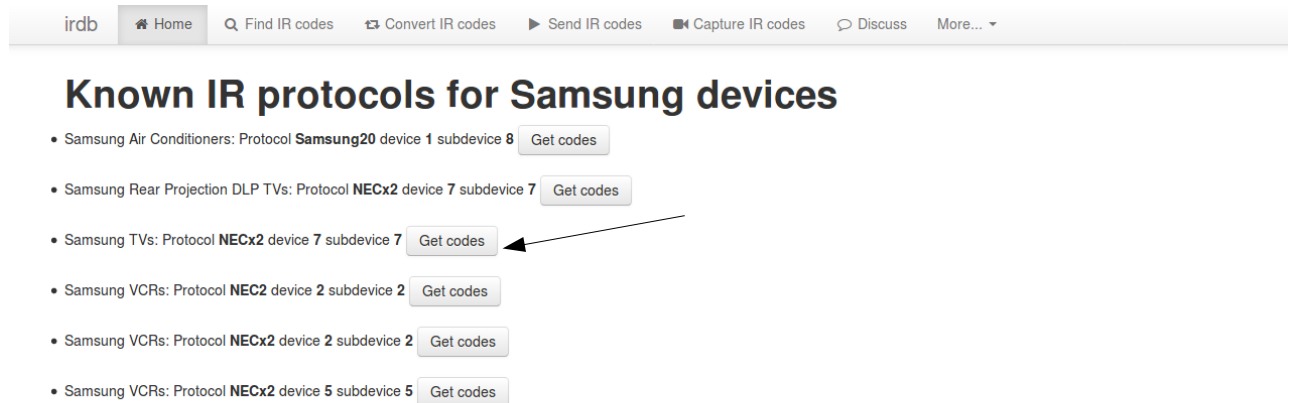 irdb Home Find IR codes Convert IR codes Send IR codes Capture IR codes Discuss More...
Known IR protocols for Samsung devices
• Samsung Air Conditioners: Protocol Samsung20 device 1 subdevice 8 Get codes
• Samsung Rear Projection DLP TVs: Protocol NECx2 device 7 subdevice 7 Get codes
• Samsung TVs: Protocol NECx2 device 7 subdevice 7 Get codes
• Samsung VCRs: Protocol NEC2 device 2 subdevice 2 Get codes
• Samsung VCRs: Protocol NECx2 device 2 subdevice 2 Get codes
• Samsung VCRs: Protocol NECx2 device 5 subdevice 5 Get codes